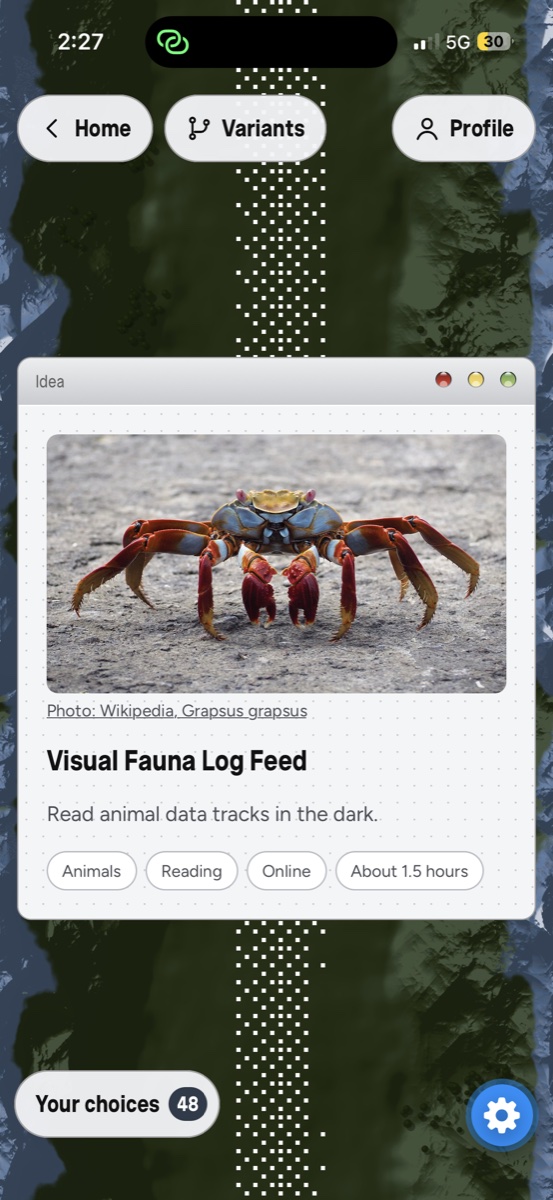 2:27
5G
30
Home
Variants
Profile
Idea
Photo: Wikipedia, Grapsus grapsus
Visual Fauna Log Feed
Read animal data tracks in the dark.
Animals
Reading
Online
About 1.5 hours
Your choices
48